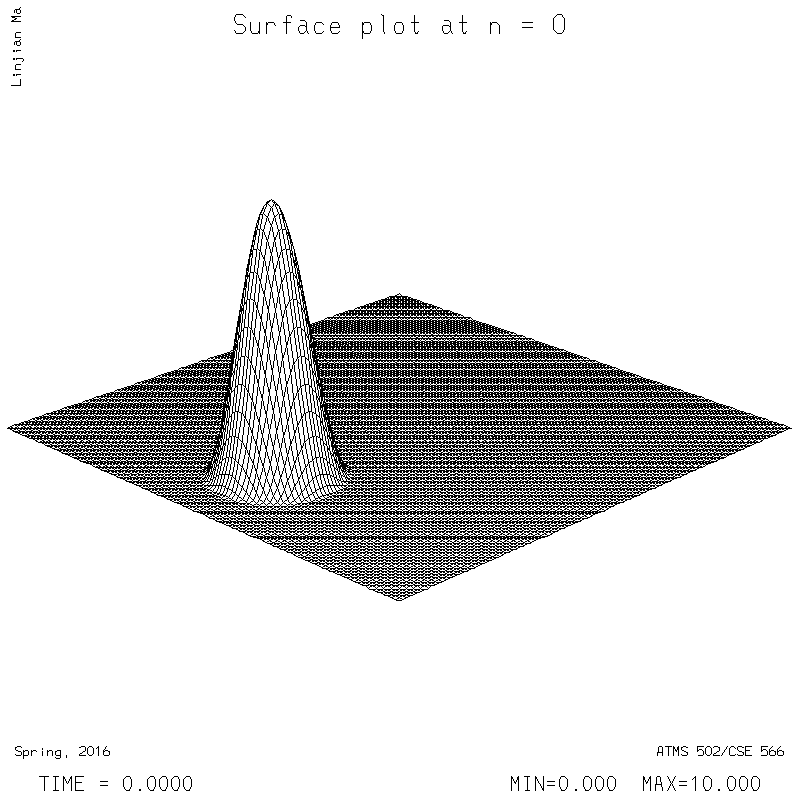 Linjian Ma
Surface plot at n = 0
Spring, 2016
ATMS 502/CSE 566
TIME = 0.0000
MIN=0.000 MAX=10.000